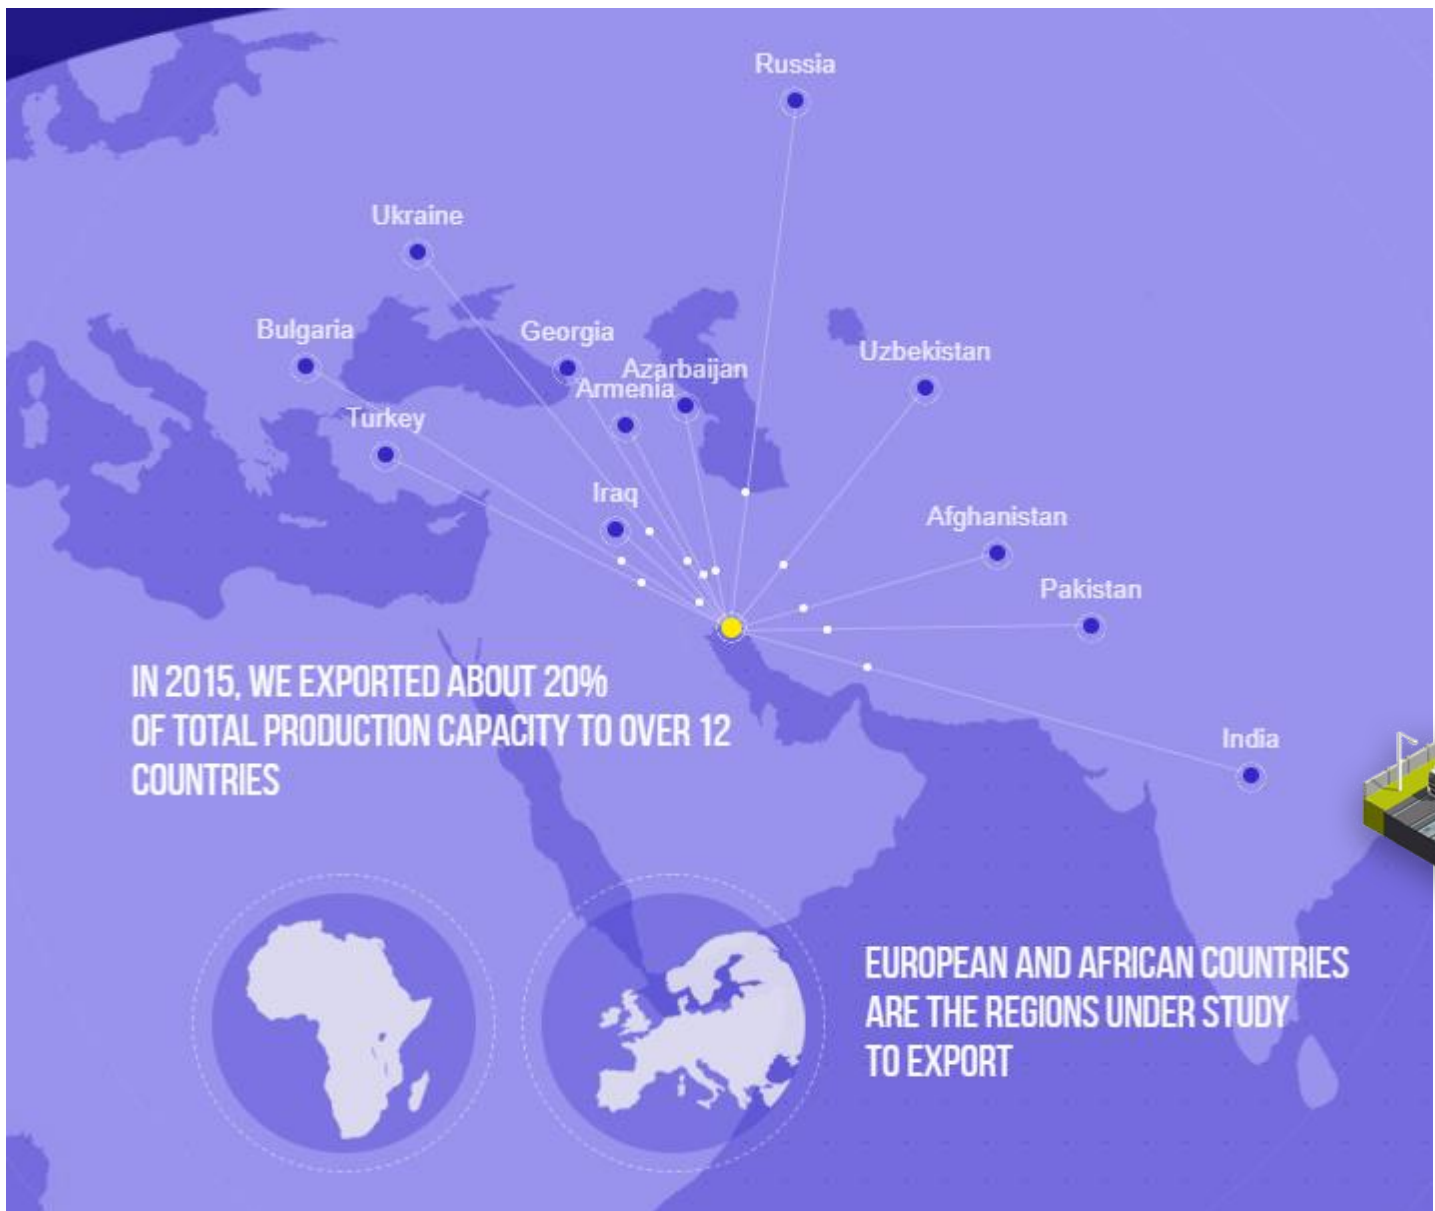 Russia
Ukraine
Bulgaria
Georgia
Uzbekistan
Azarbaijan
Armenia
Turkey
Iraq
Afghanistan
Pakistan
IN 2015, WE EXPORTED ABOUT 20%
OF TOTAL PRODUCTION CAPACITY TO OVER 12
COUNTRIES
India
EUROPEAN AND AFRICAN COUNTRIES
ARE THE REGIONS UNDER STUDY
TO EXPORT